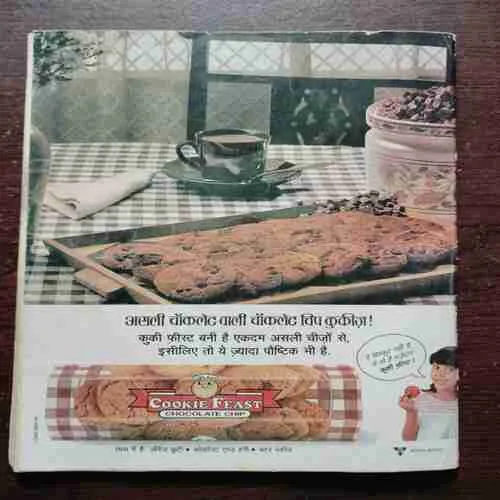 असली चॉकलेट वाली चॉकलेट चिप कुकीज़ !
कुकी फ़ीस्ट बनी है एकदम असली चीज़ों से,
इसीलिए तो ये ज़्यादा पौष्टिक भी है.
कुकी फ़ीस्ट !
COOKIE FEAST
CHOCOLATE CHIP
साथ में है